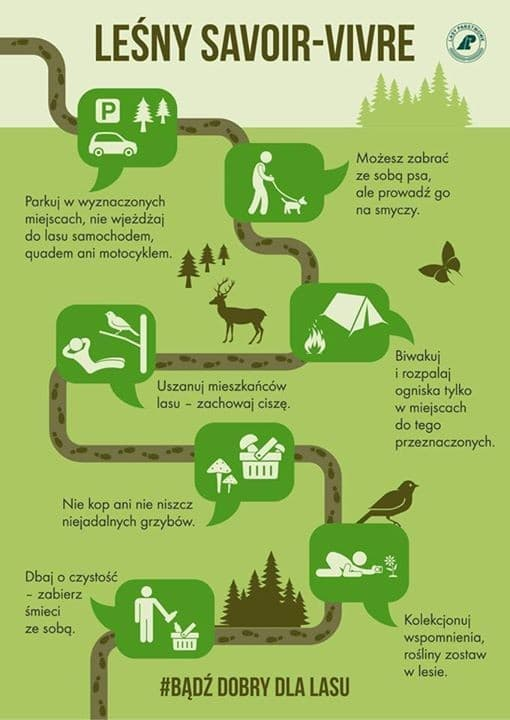 LEŚNY SAVOIR-VIVRE
LASY PAŃSTWOWE
P
Parkuj w wyznaczonych
miejscach, nie wjeżdżaj
do lasu samochodem,
quadem ani motocyklem.
Możesz zabrać
ze sobą psa,
ale prowadź go
na smyczy.
Biwakuj
i rozpalaj
ogniska tylko
w miejscach
do tego
przeznaczonych.
Uszanuj mieszkańców
lasu – zachowaj ciszę.
Nie kop ani nie niszcz
niejadalnych grzybów.
Kolekcjonuj
wspomnienia,
rośliny zostaw
w lesie.
Dbaj o czystość
– zabierz
śmieci
ze sobą.
#BĄDŹ DOBRY DLA LASU